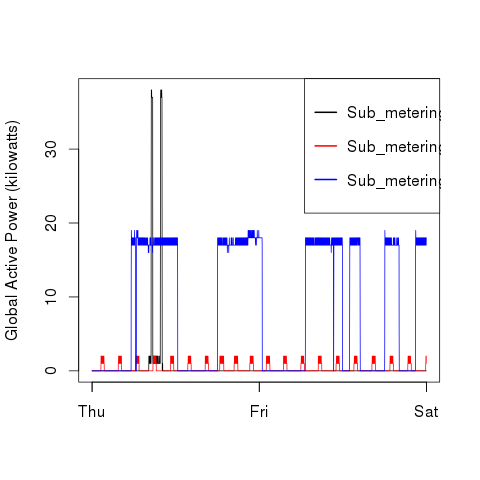 Global Active Power (kilowatts)
30
20
10
0
Thu
Fri
Sat
Sub_metering
Sub_metering
Sub_metering